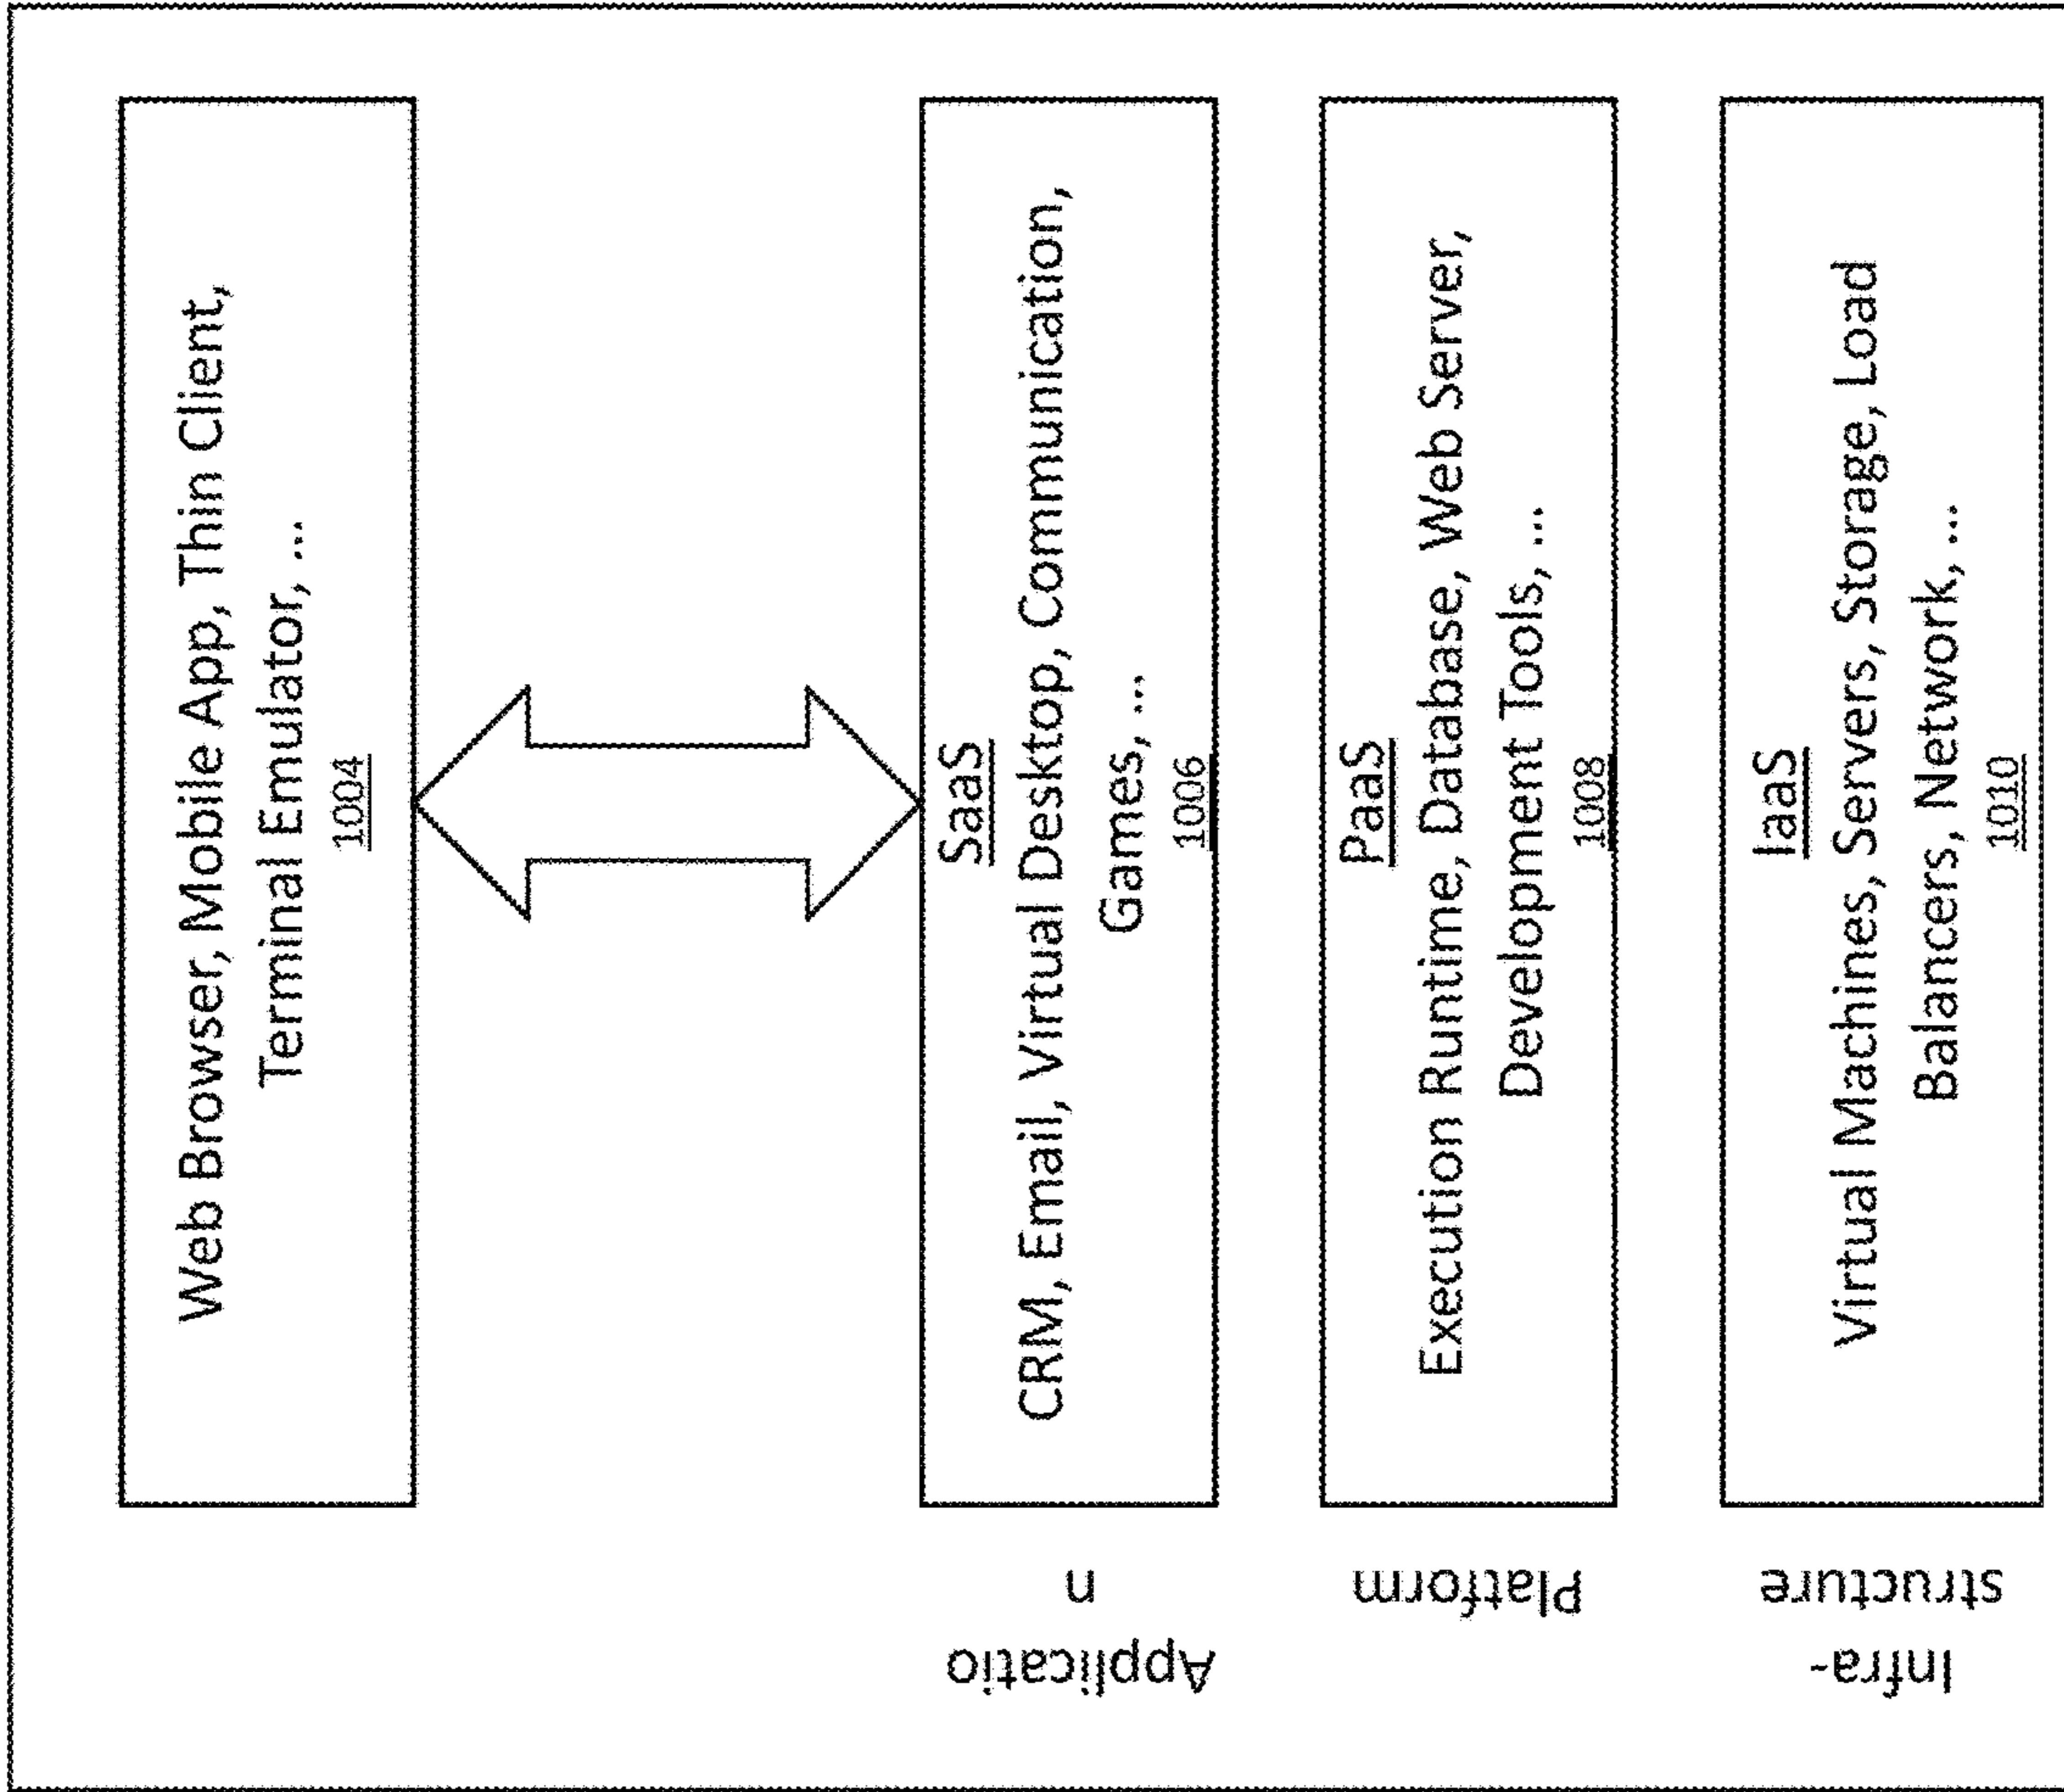 Web Browser, Mobile App, Thin Client,
Terminal Emulator, ...
1004
SaaS
CRM, Email, Virtual Desktop, Communication,
Games, ...
1006
Applicatio
n
PaaS
Execution Runtime, Database, Web Server,
Development Tools, ...
1008
Platform
IaaS
Virtual Machines, Servers, Storage, Load
Balancers, Network, ...
1010
Infra-
structure